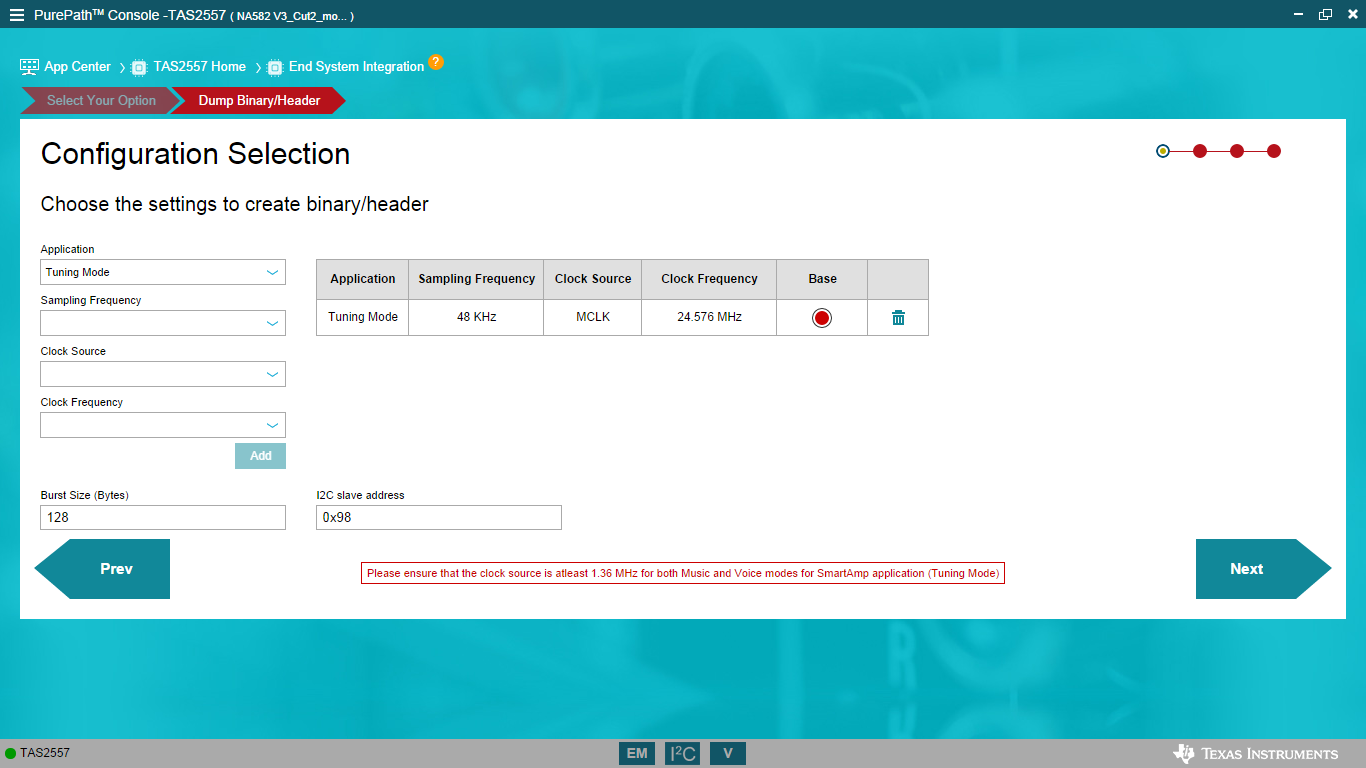 PurePath™ Console -TAS2557 ( NA582 V3_Cut2_mo... )
App Center > TAS2557 Home > End System Integration ?
Select Your Option Dump Binary/Header
Configuration Selection
Choose the settings to create binary/header
Application
Tuning Mode
Sampling Frequency
Clock Source
Clock Frequency
Add
Application Sampling Frequency Clock Source Clock Frequency Base
Tuning Mode 48 KHz MCLK 24.576 MHz
Burst Size (Bytes)
128
I2C slave address
0x98
Prev
Please ensure that the clock source is atleast 1.36 MHz for both Music and Voice modes for SmartAmp application (Tuning Mode)
Next
R
TAS2557
EM I²C V
TEXAS INSTRUMENTS